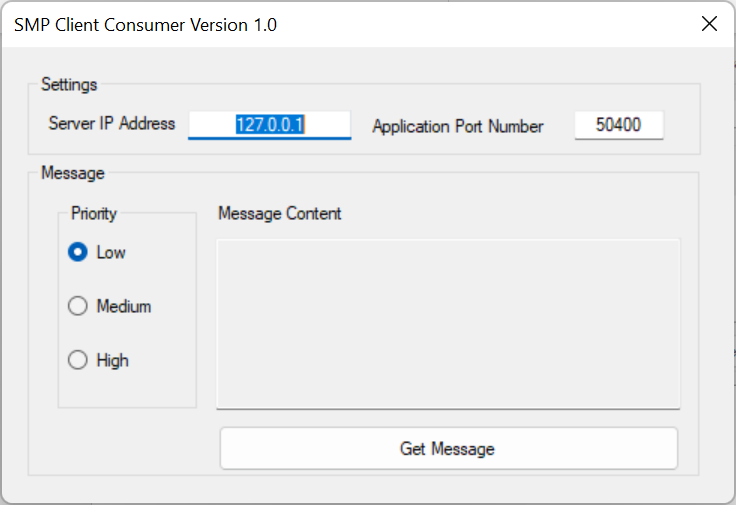 SMP Client Consumer Version 1.0
Settings
Server IP Address 127.0.0.1 Application Port Number 50400
Message
Priority Message Content
Low
Medium
High
Get Message